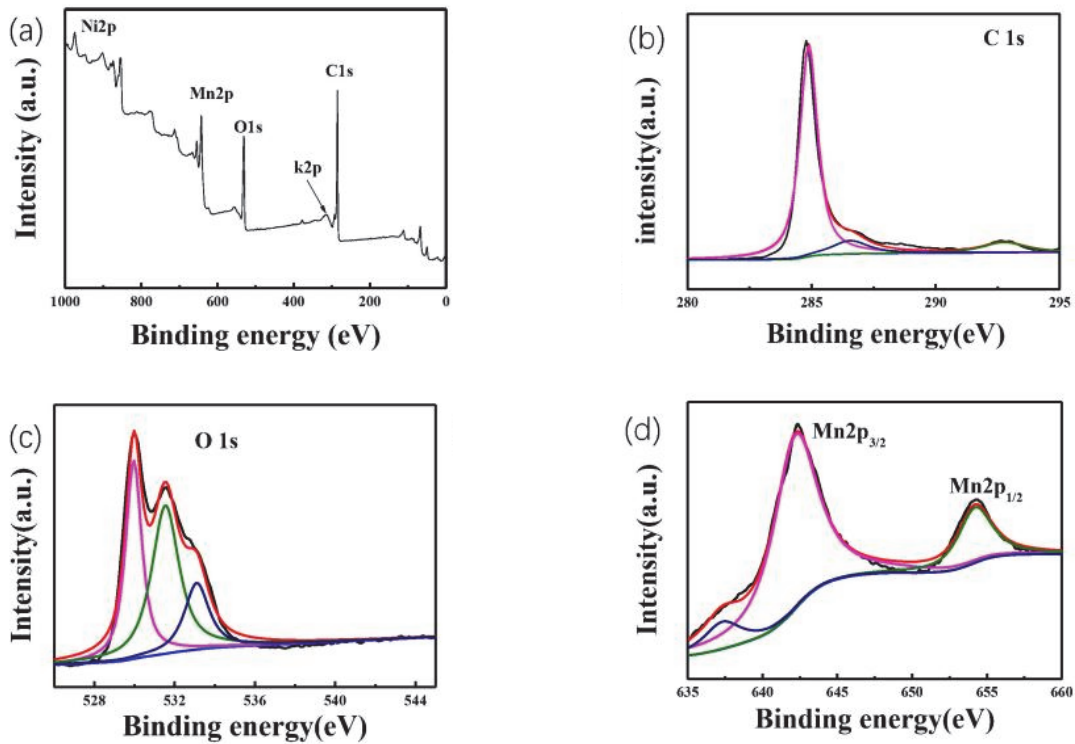 (a)
Ni2p
Mn2p
O1s
k2p
C1s
Intensity (a.u.)
1000 800 600 400 200 0
Binding energy (eV)
(b)
C 1s
intensity(a.u.)
280 285 290 295
Binding energy(eV)
(c)
O 1s
Intensity(a.u.)
528 532 536 540 544
Binding energy(eV)
(d)
Mn2p3/2
Mn2p1/2
Intensity(a.u.)
635 640 645 650 655 660
Binding energy(eV)